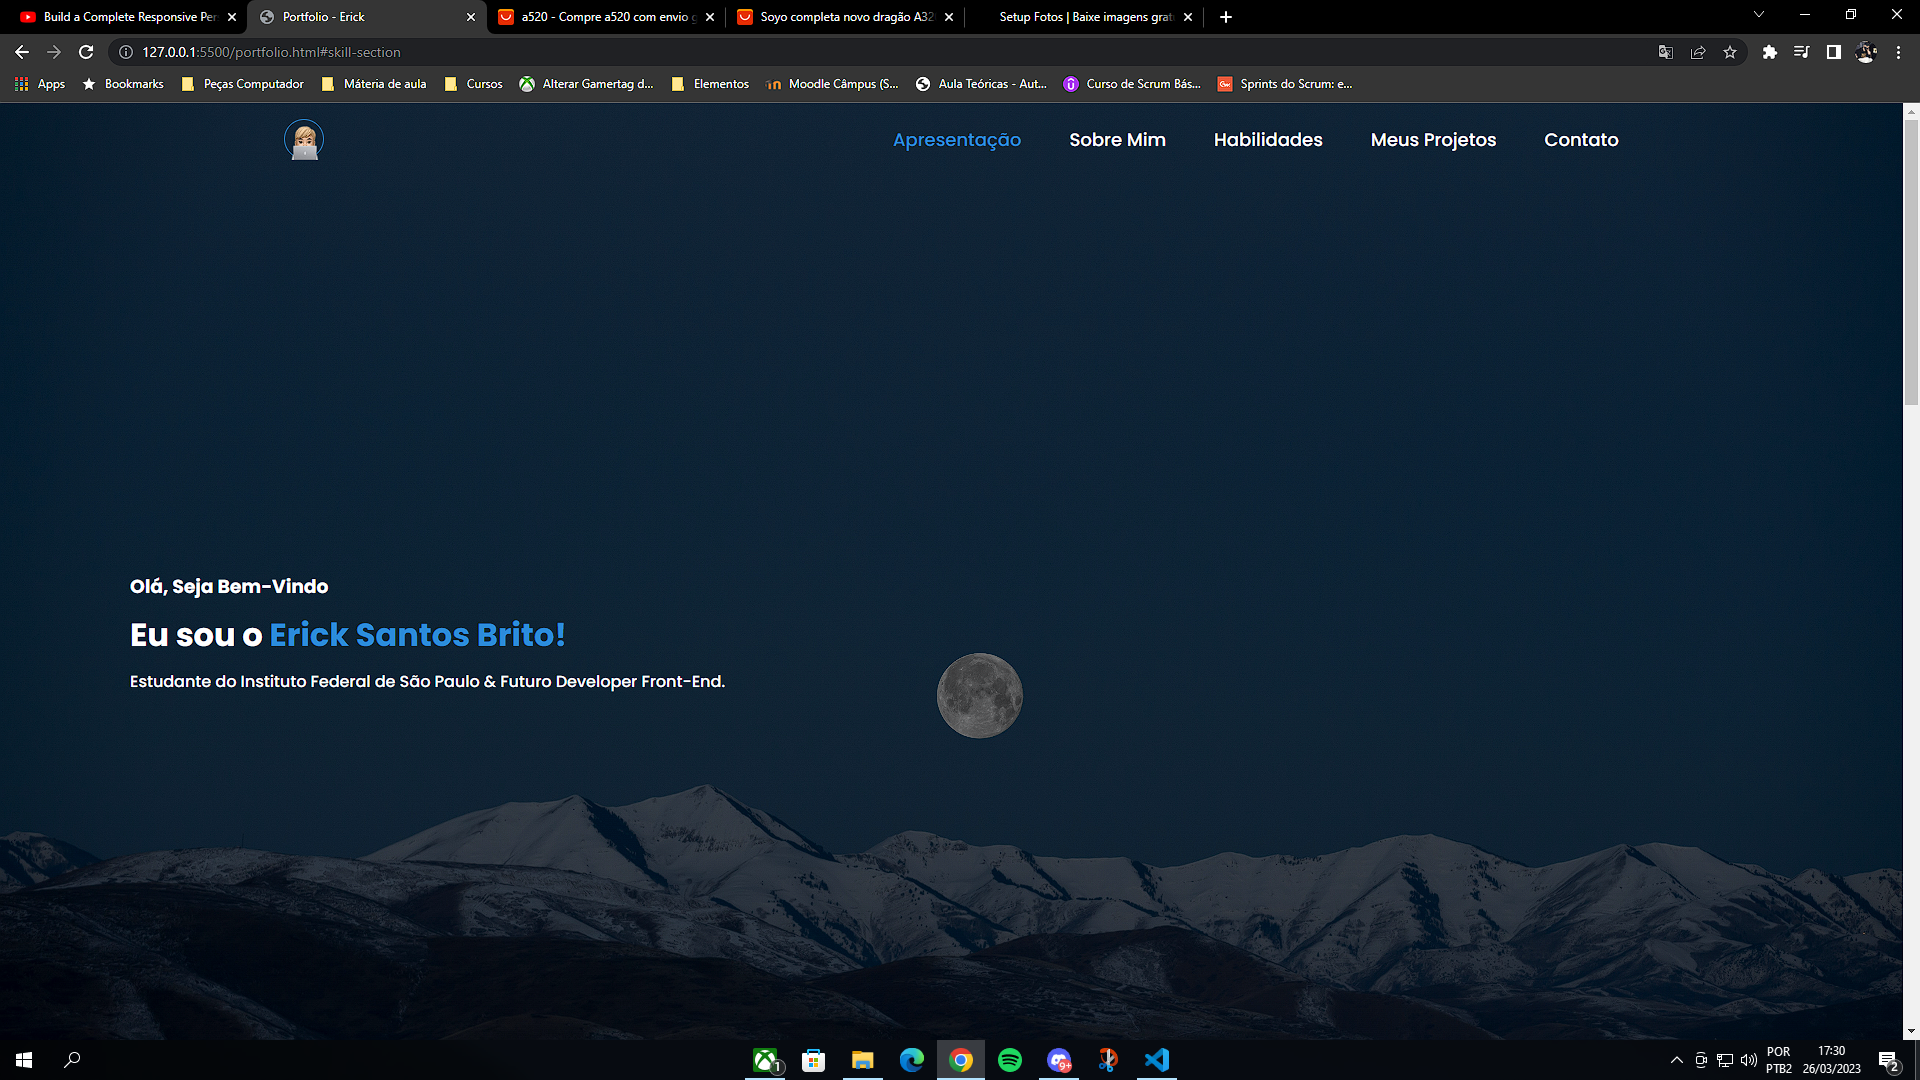 Build a Complete Responsive Per
Portfolio - Erick
a520 - Compre a520 com envio g
Soyo completa novo dragão A32
Setup Fotos | Baixe imagens grat
127.0.0.1:5500/portfolio.html#skill-section
Apps
Bookmarks
Peças Computador
Máteria de aula
Cursos
Alterar Gamertag d...
Elementos
Moodle Câmpus (S...
Aula Teóricas - Aut...
Curso de Scrum Bás...
Sprints do Scrum: e...
Apresentação
Sobre Mim
Habilidades
Meus Projetos
Contato
Olá, Seja Bem-Vindo
Eu sou o Erick Santos Brito!
Estudante do Instituto Federal de São Paulo & Futuro Developer Front-End.
1
9+
POR
PTB2
17:30
26/03/2023
2